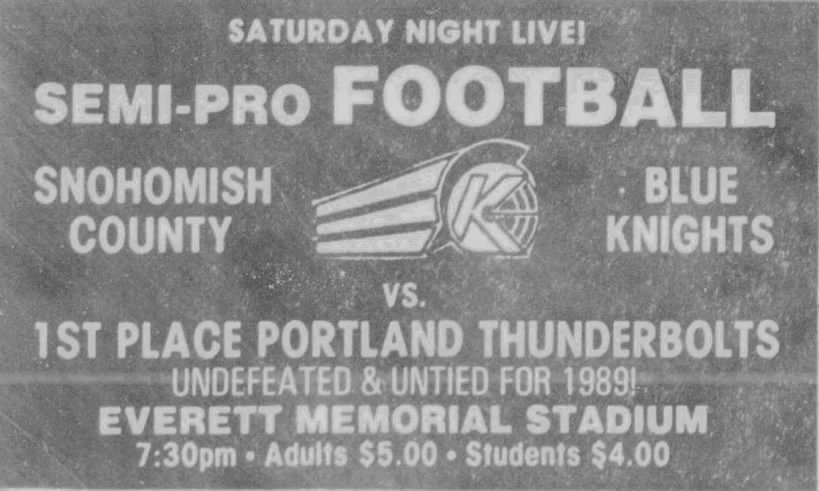 SATURDAY NIGHT LIVE!
SEMI-PRO FOOTBALL
SNOHOMISH
COUNTY
K
BLUE
KNIGHTS
VS.
1ST PLACE PORTLAND THUNDERBOLTS
UNDEFEATED & UNTIED FOR 1989!
EVERETT MEMORIAL STADIUM
7:30pm • Adults $5.00 • Students $4.00